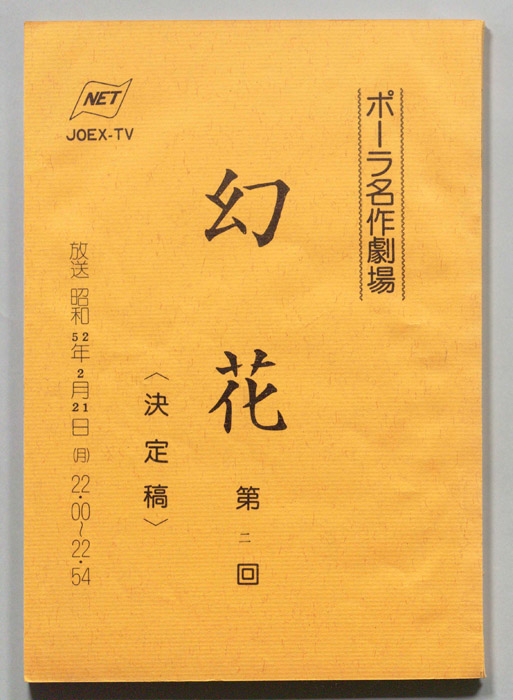 ポーラ名作劇場
幻花
第二回
〈決定稿〉
NET
JOEX-TV
放送 昭和52年2月21日(月) 22・00〜22・54